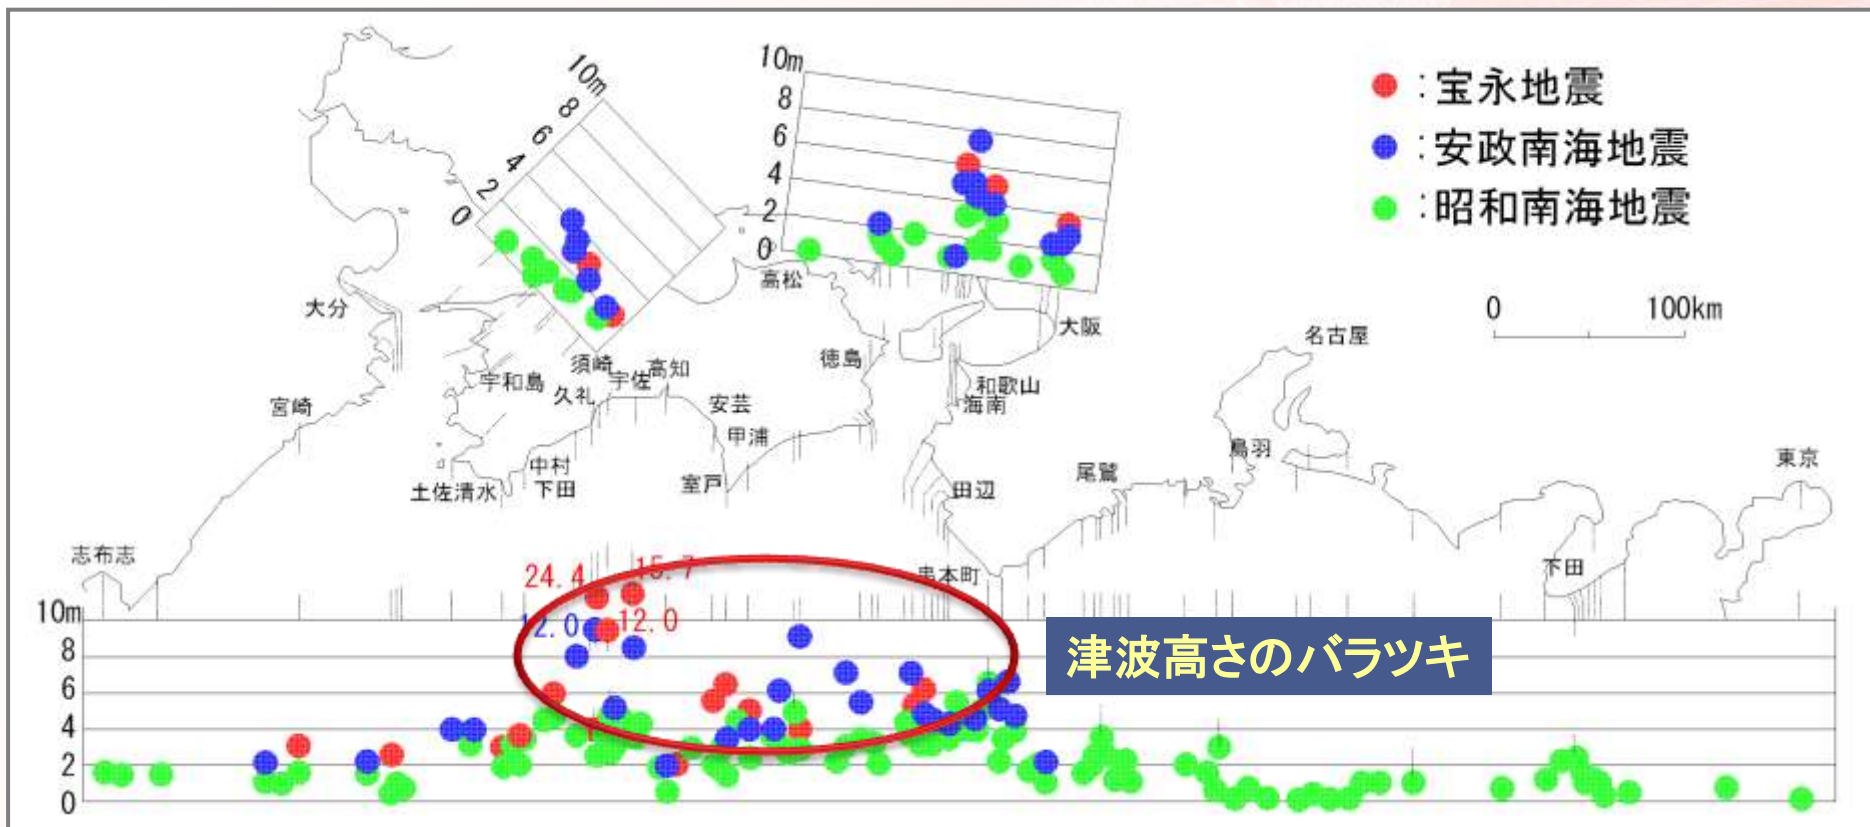 10m
8
6
4
2
0
10m
8
6
4
2
0
:宝永地震
:安政南海地震
:昭和南海地震
0 100km
大分
高松
大阪
名古屋
徳島
須崎
高知
宇佐
宇和島
久礼
和歌山
海南
宮崎
安芸
甲浦
鳥羽
中村
下田
土佐清水
室戸
田辺
尾鷲
東京
志布志
串本町
下田
24.4
15.7
12.0
12.0
津波高さのバラツキ
10m
8
6
4
2
0